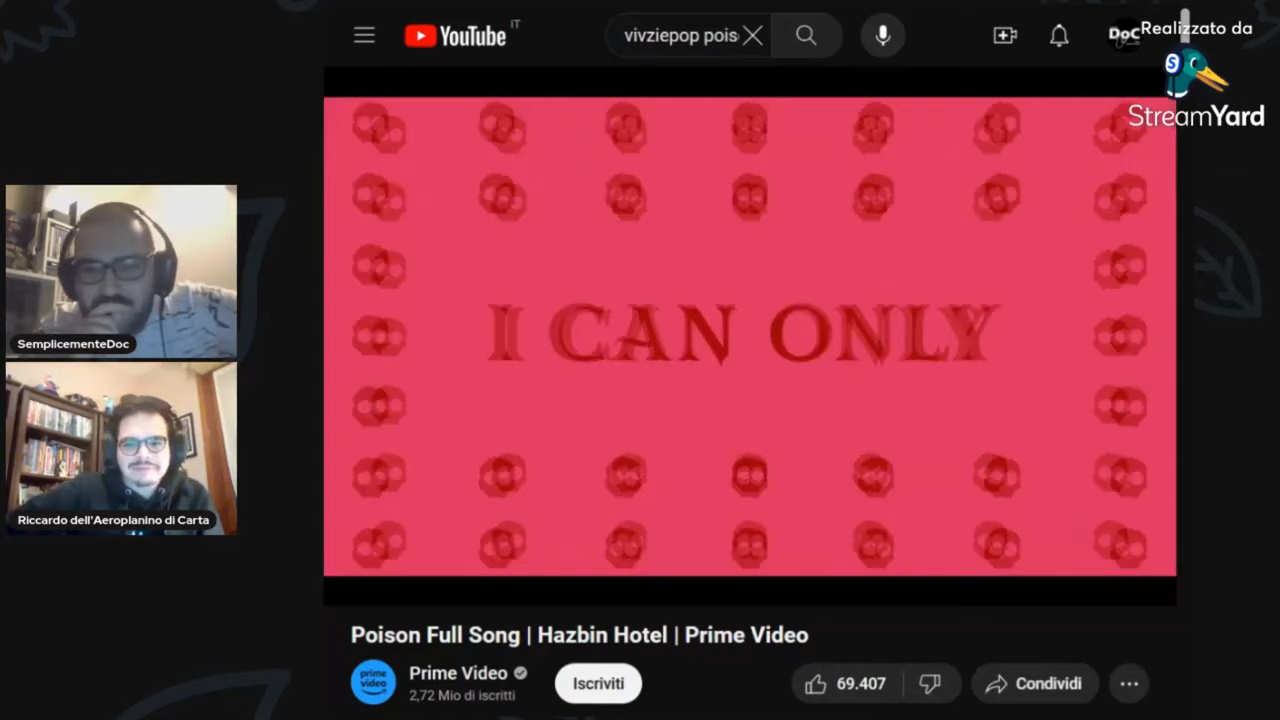 YouTube IT
vivziepop pois
DoC
Realizzato da
S
StreamYard
I CAN ONLY
SemplicementeDoc
Riccardo dell'Aeroplanino di Carta
Poison Full Song | Hazbin Hotel | Prime Video
prime
video
Prime Video
2,72 Mio di iscritti
Iscriviti
69.407
Condividi